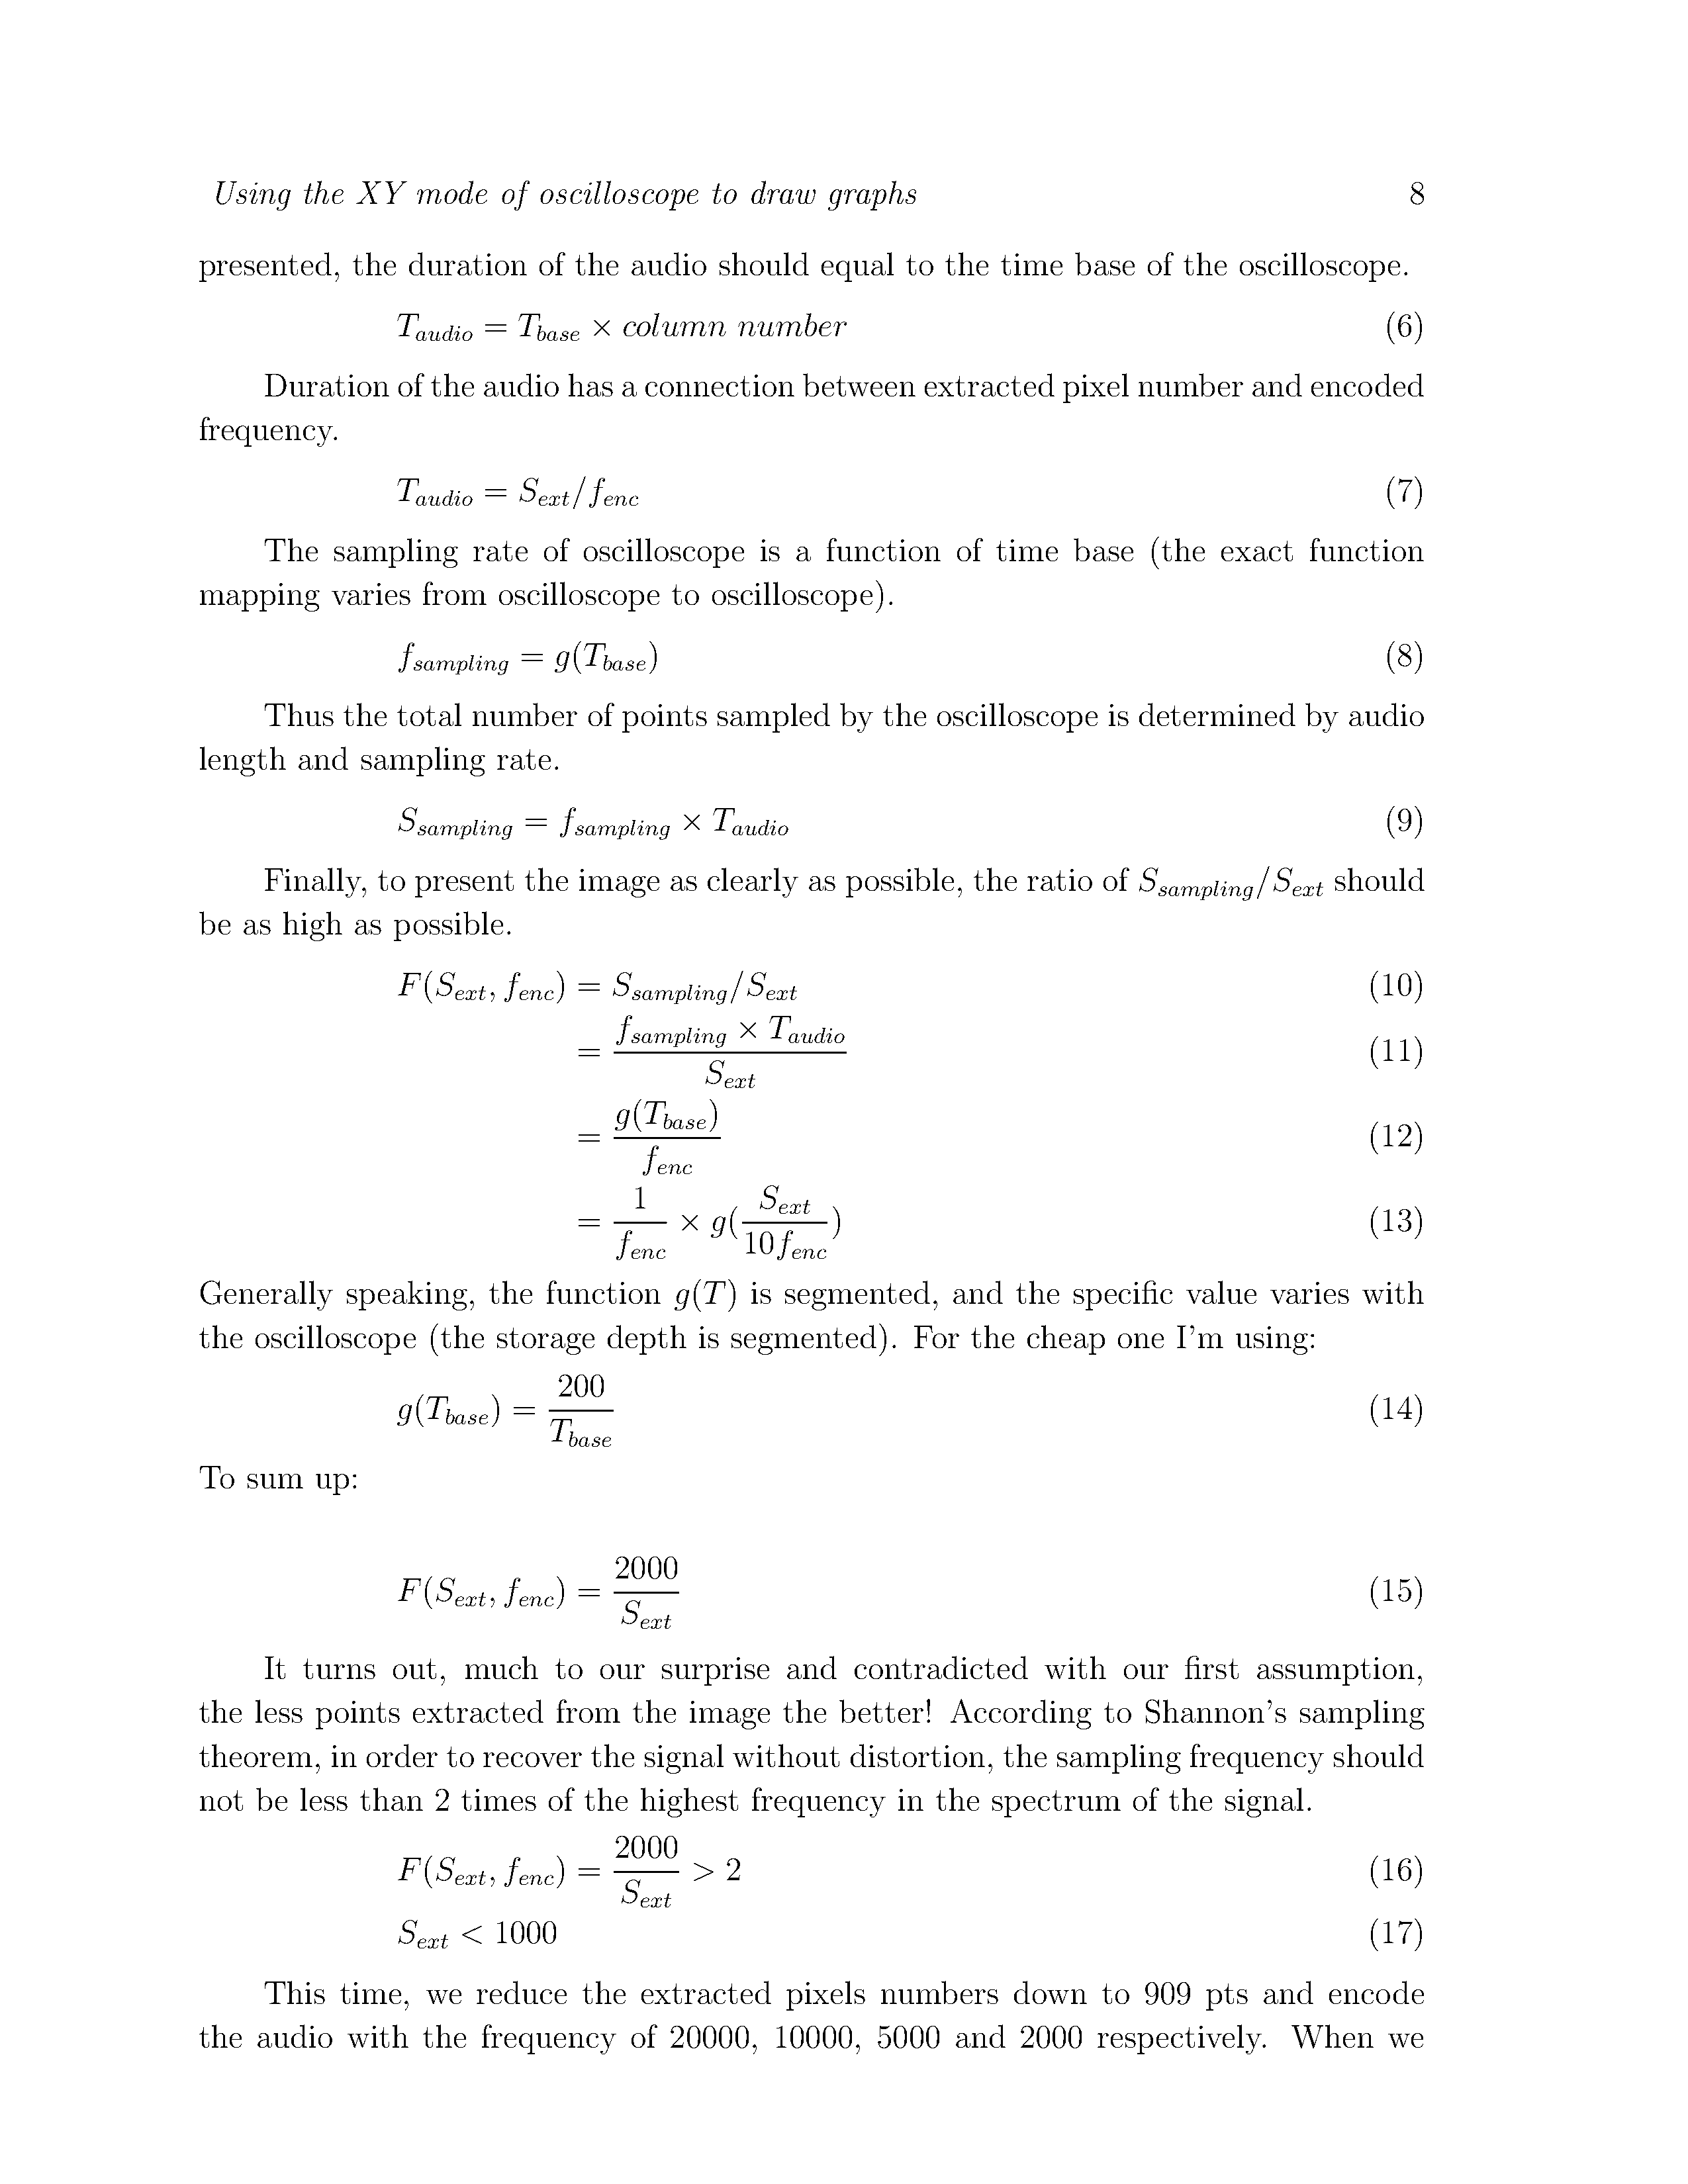 Using the XY mode of oscilloscope to draw graphs 8
presented, the duration of the audio should equal to the time base of the oscilloscope.
T_{audio} = T_{base} × column number (6)
Duration of the audio has a connection between extracted pixel number and encoded
frequency.
T_{audio} = S_{ext}/f_{enc} (7)
The sampling rate of oscilloscope is a function of time base (the exact function
mapping varies from oscilloscope to oscilloscope).
f_{sampling} = g(T_{base}) (8)
Thus the total number of points sampled by the oscilloscope is determined by audio
length and sampling rate.
S_{sampling} = f_{sampling} × T_{audio} (9)
Finally, to present the image as clearly as possible, the ratio of S_{sampling}/S_{ext} should
be as high as possible.
F(S_{ext}, f_{enc}) = S_{sampling}/S_{ext} (10)
= \frac{f_{sampling} × T_{audio}}{S_{ext}} (11)
= \frac{g(T_{base})}{f_{enc}} (12)
= \frac{1}{f_{enc}} × g(\frac{S_{ext}}{10f_{enc}}) (13)
Generally speaking, the function g(T) is segmented, and the specific value varies with
the oscilloscope (the storage depth is segmented). For the cheap one I'm using:
g(T_{base}) = \frac{200}{T_{base}} (14)
To sum up:
F(S_{ext}, f_{enc}) = \frac{2000}{S_{ext}} (15)
It turns out, much to our surprise and contradicted with our first assumption,
the less points extracted from the image the better! According to Shannon's sampling
theorem, in order to recover the signal without distortion, the sampling frequency should
not be less than 2 times of the highest frequency in the spectrum of the signal.
F(S_{ext}, f_{enc}) = \frac{2000}{S_{ext}} > 2 (16)
S_{ext} < 1000 (17)
This time, we reduce the extracted pixels numbers down to 909 pts and encode
the audio with the frequency of 20000, 10000, 5000 and 2000 respectively. When we